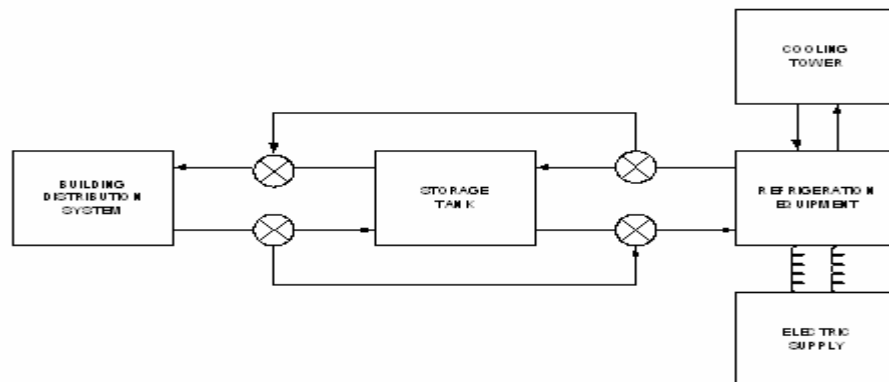 COOLING
TOWER
BUILDING
DISTRIBUTION
SYSTEM
STORAGE
TANK
REFRIGERATION
EQUIPMENT
ELECTRIC
SUPPLY